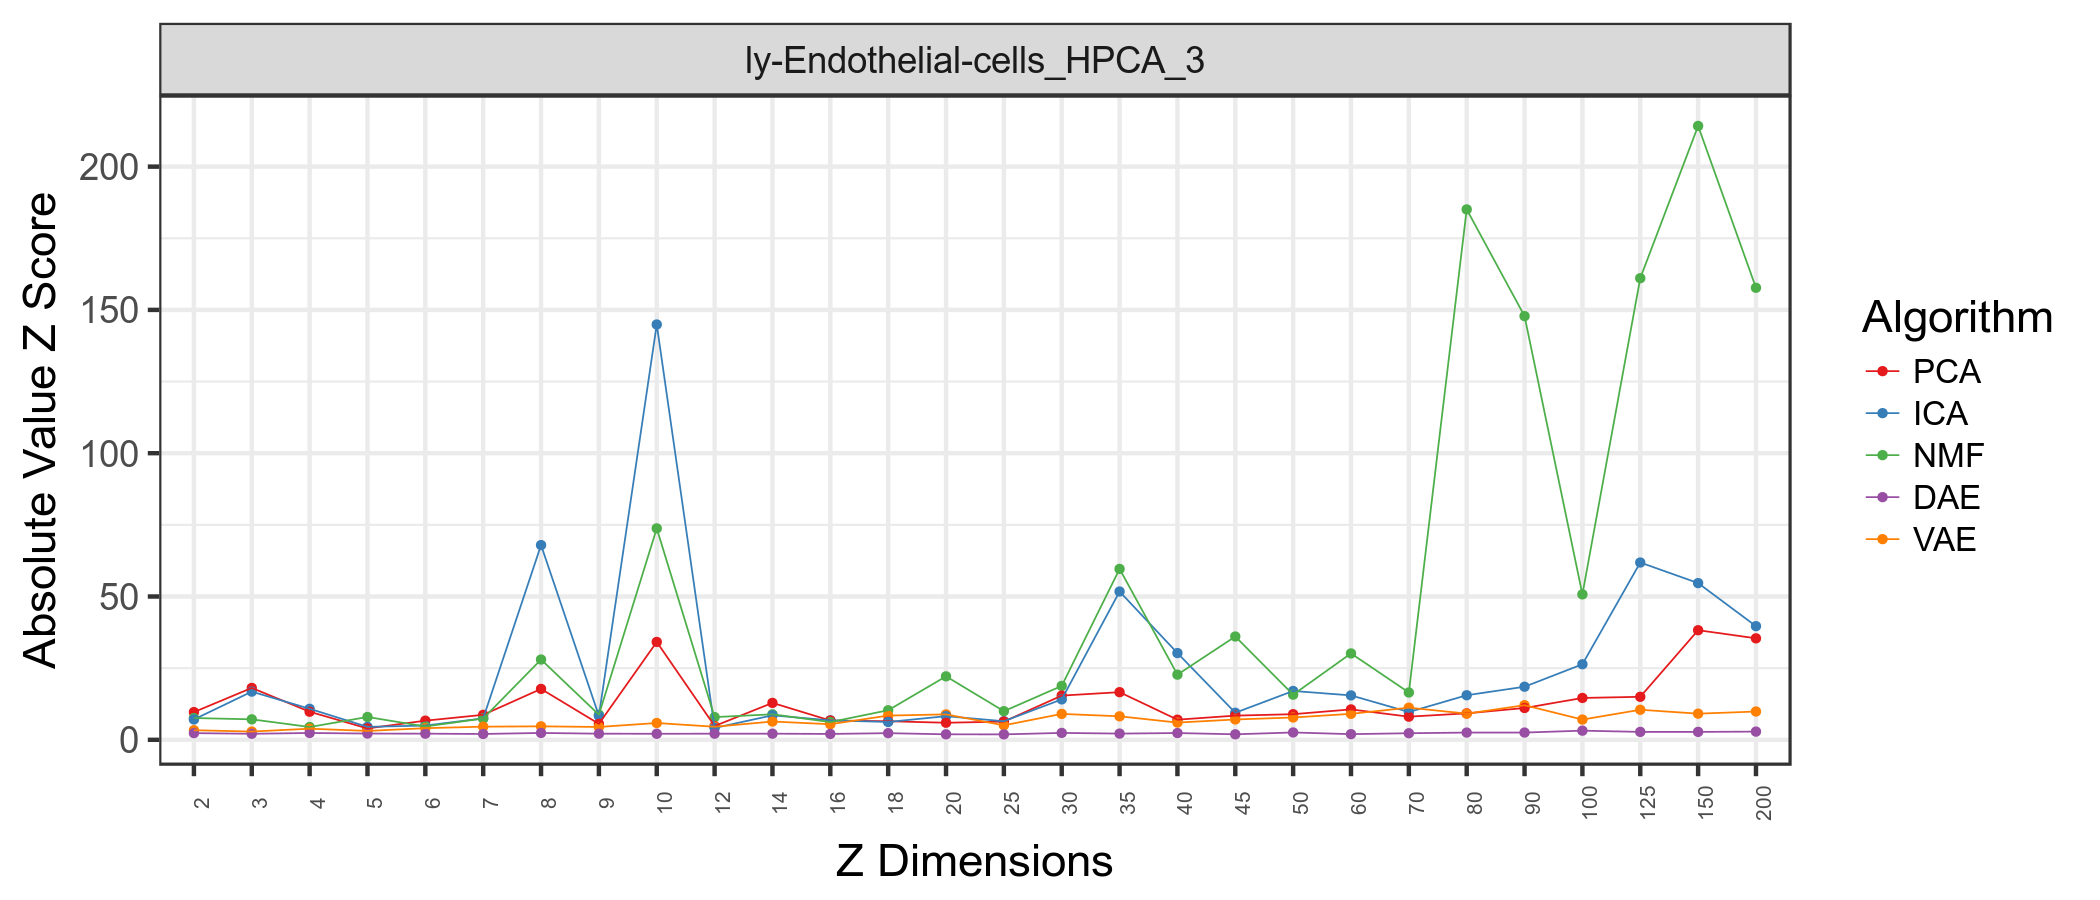 ly-Endothelial-cells_HPCA_3
Absolute Value Z Score
200
150
100
50
0
2 3 4 5 6 7 8 9 10 12 14 16 18 20 25 30 35 40 45 50 60 70 80 90 100 125 150 200
Z Dimensions
Algorithm
PCA
ICA
NMF
DAE
VAE